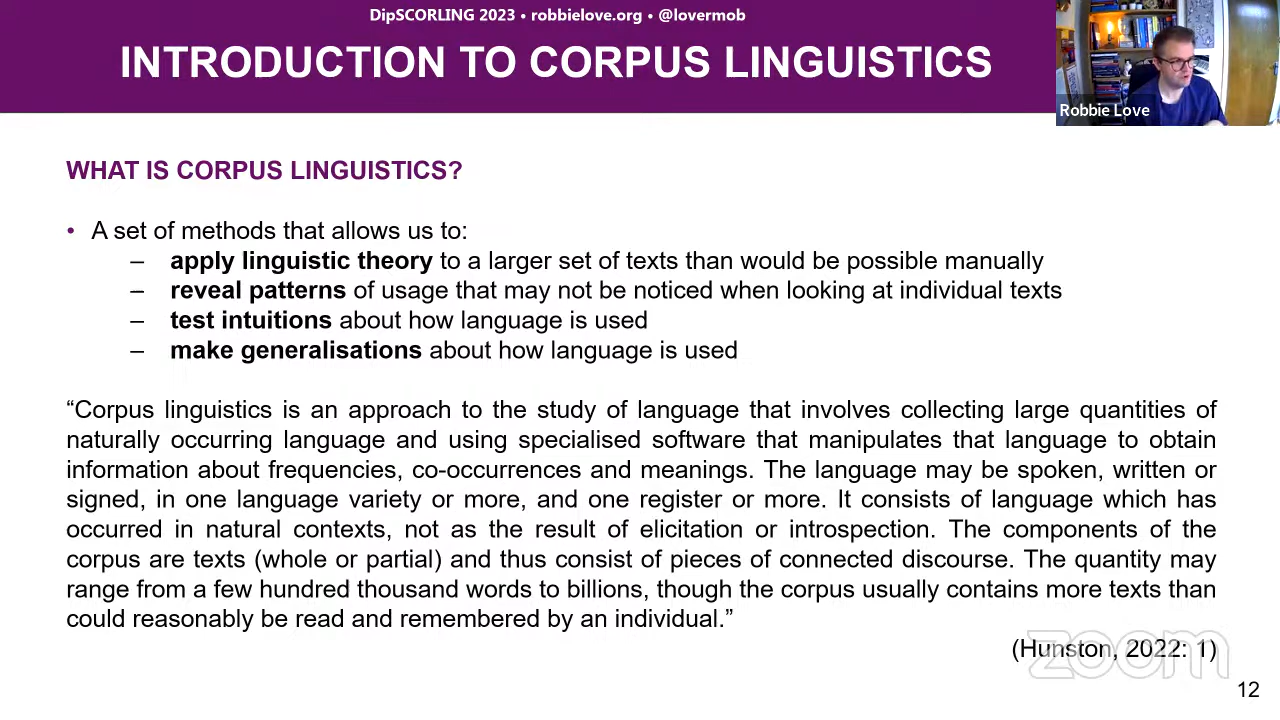 DipSCORLING 2023 • robbielove.org • @lovermob
INTRODUCTION TO CORPUS LINGUISTICS
Robbie Love
WHAT IS CORPUS LINGUISTICS?
• A set of methods that allows us to:
– apply linguistic theory to a larger set of texts than would be possible manually
– reveal patterns of usage that may not be noticed when looking at individual texts
– test intuitions about how language is used
– make generalisations about how language is used
“Corpus linguistics is an approach to the study of language that involves collecting large quantities of
naturally occurring language and using specialised software that manipulates that language to obtain
information about frequencies, co-occurrences and meanings. The language may be spoken, written or
signed, in one language variety or more, and one register or more. It consists of language which has
occurred in natural contexts, not as the result of elicitation or introspection. The components of the
corpus are texts (whole or partial) and thus consist of pieces of connected discourse. The quantity may
range from a few hundred thousand words to billions, though the corpus usually contains more texts than
could reasonably be read and remembered by an individual.”
(Hunston, 2022: 1)
zoom
12